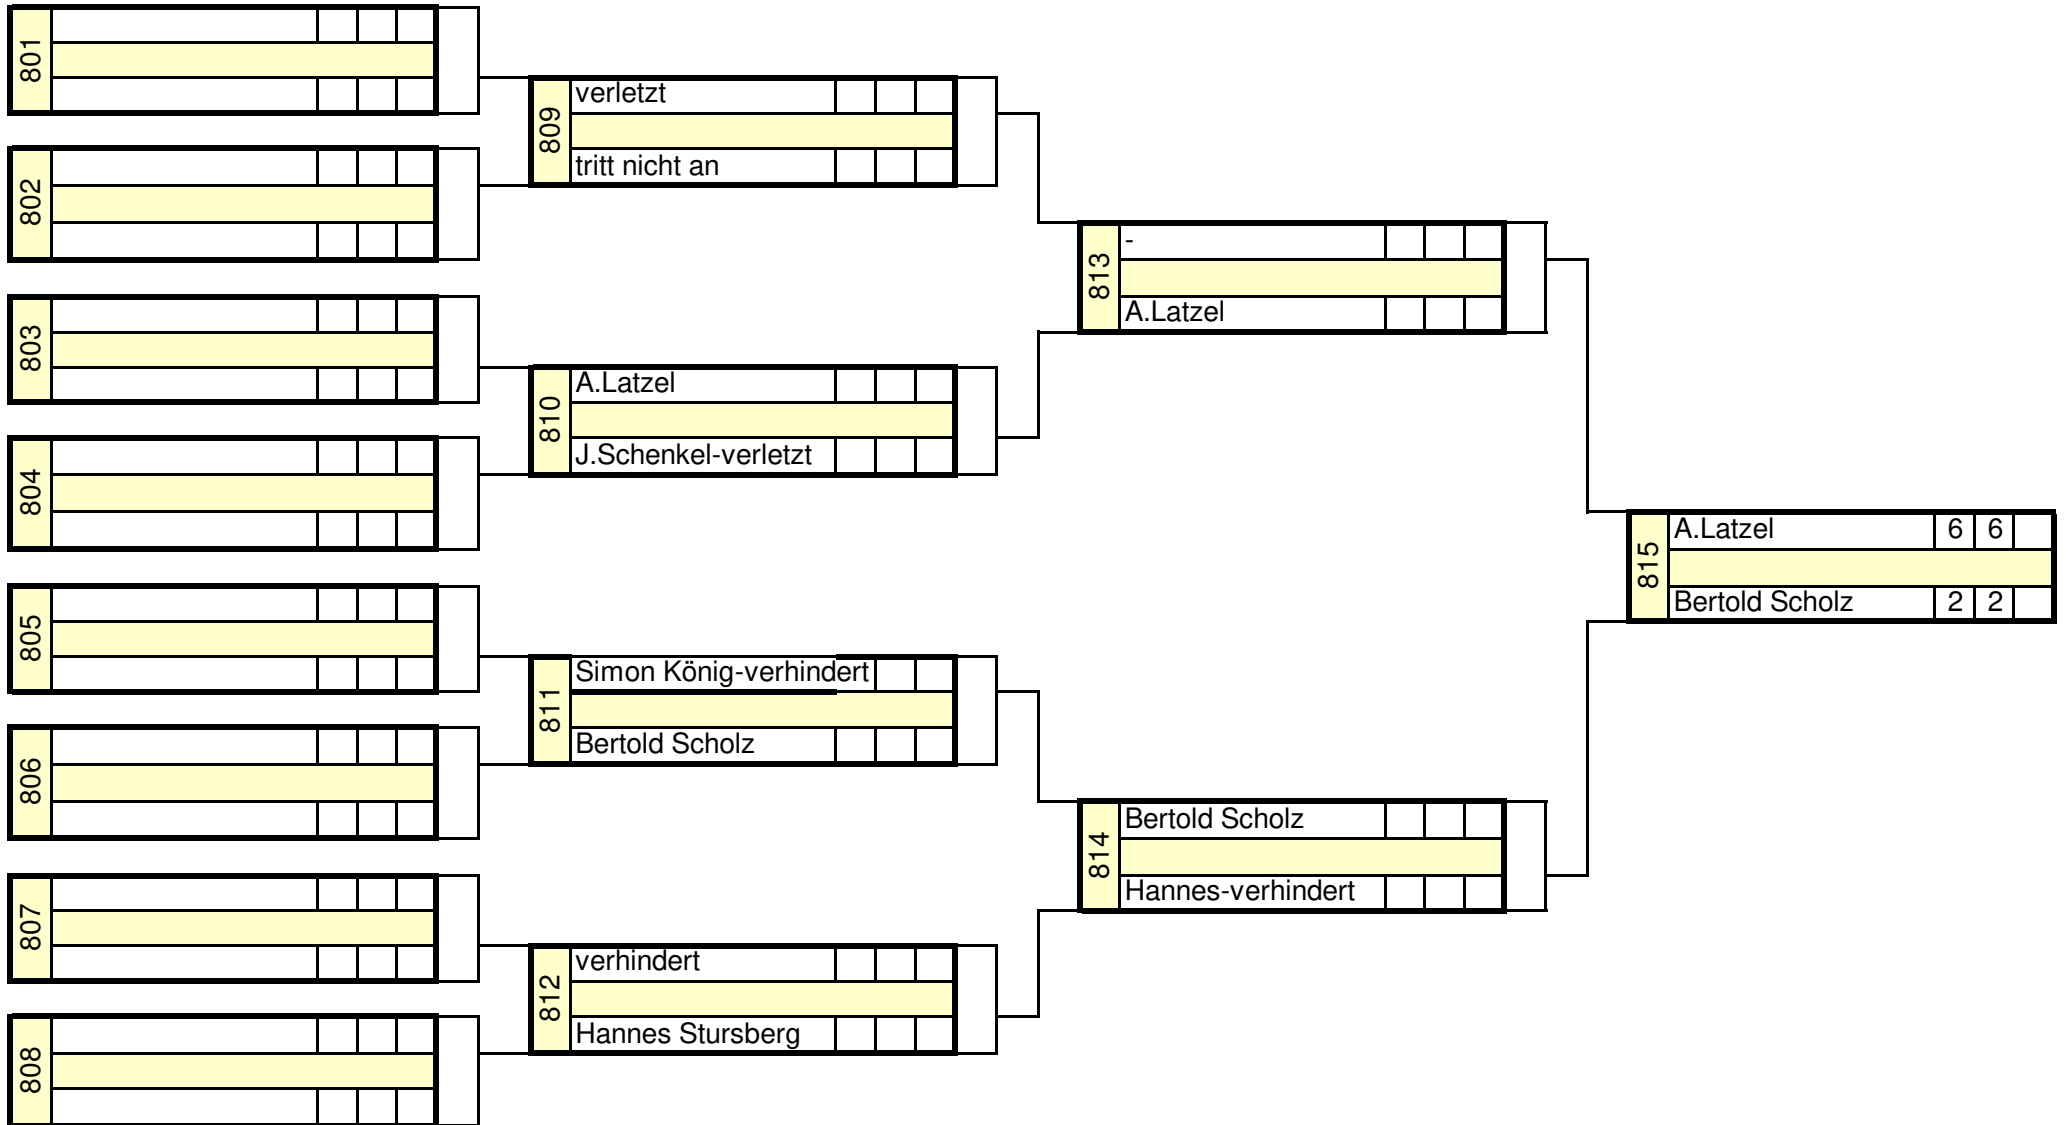 801
802
803
804
805
806
807
808
verletzt
809
tritt nicht an
A.Latzel
810
J.Schenkel-verletzt
Simon König-verhindert
811
Bertold Scholz
verhindert
812
Hannes Stursberg
-
813
A.Latzel
Bertold Scholz
814
Hannes-verhindert
A.Latzel 6 6
815
Bertold Scholz 2 2